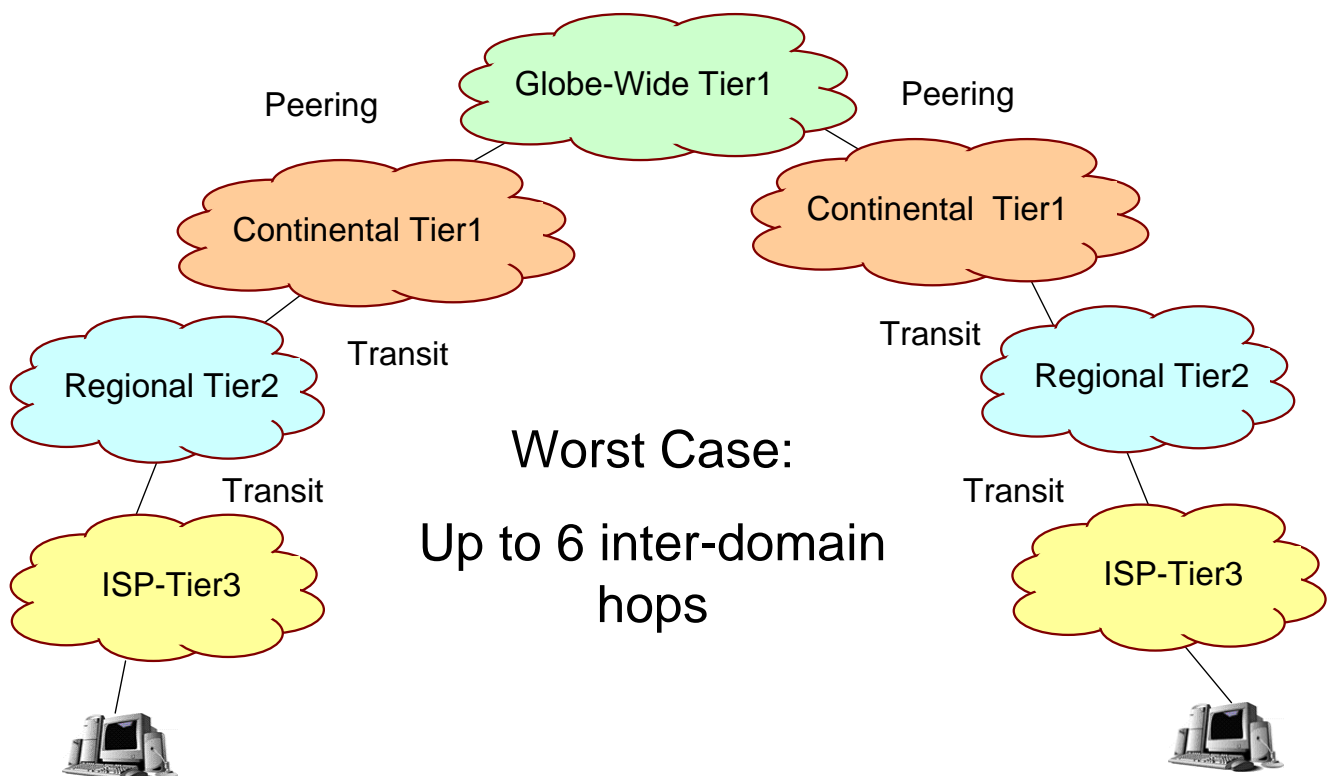 Globe-Wide Tier1
Peering
Peering
Continental Tier1
Continental Tier1
Transit
Transit
Regional Tier2
Regional Tier2
Worst Case:
Transit
Transit
Up to 6 inter-domain
hops
ISP-Tier3
ISP-Tier3